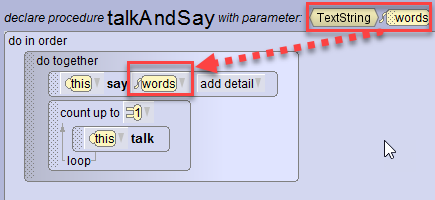 declare procedure talkAndSay with parameter: TextString words
do in order
do together
this say words add detail
count up to 1
this talk
loop